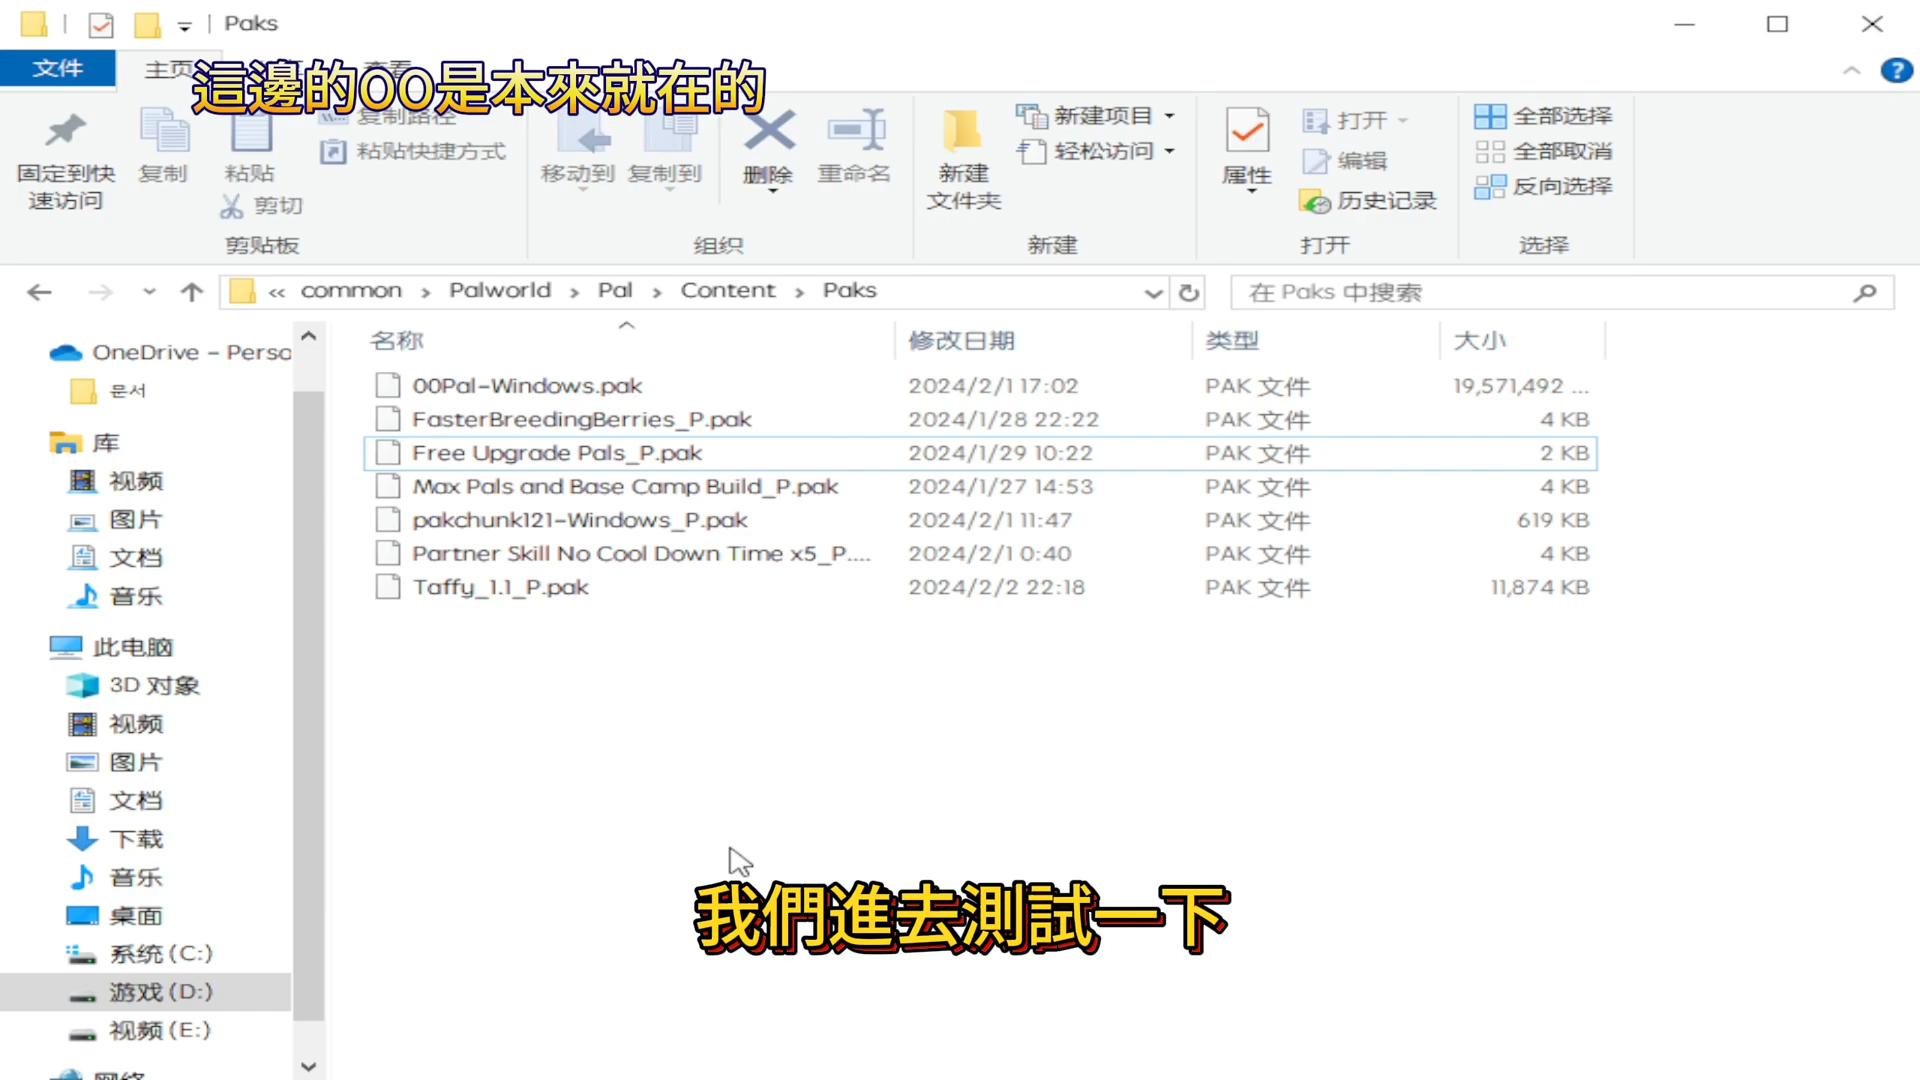 Paks
文件
主页
查看
這邊的OO是本來就在的
固定到快
速访问
复制
粘贴
复制路径
粘贴快捷方式
剪切
移动到
复制到
删除
重命名
新建
文件夹
新建项目
轻松访问
属性
打开
编辑
历史记录
全部选择
全部取消
反向选择
剪贴板
组织
新建
打开
选择
« common › Palworld › Pal › Content › Paks
在 Paks 中搜索
名称 修改日期 类型 大小
00Pal-Windows.pak 2024/2/1 17:02 PAK 文件 19,571,492 ...
FasterBreedingBerries_P.pak 2024/1/28 22:22 PAK 文件 4 KB
Free Upgrade Pals_P.pak 2024/1/29 10:22 PAK 文件 2 KB
Max Pals and Base Camp Build_P.pak 2024/1/27 14:53 PAK 文件 4 KB
pakchunk121-Windows_P.pak 2024/2/1 11:47 PAK 文件 619 KB
Partner Skill No Cool Down Time x5_P.... 2024/2/1 0:40 PAK 文件 4 KB
Taffy_1.1_P.pak 2024/2/2 22:18 PAK 文件 11,874 KB
OneDrive - Perso
문서
库
视频
图片
文档
音乐
此电脑
3D 对象
视频
图片
文档
下载
音乐
桌面
系统 (C:)
游戏 (D:)
视频 (E:)
网络
我們進去測試一下